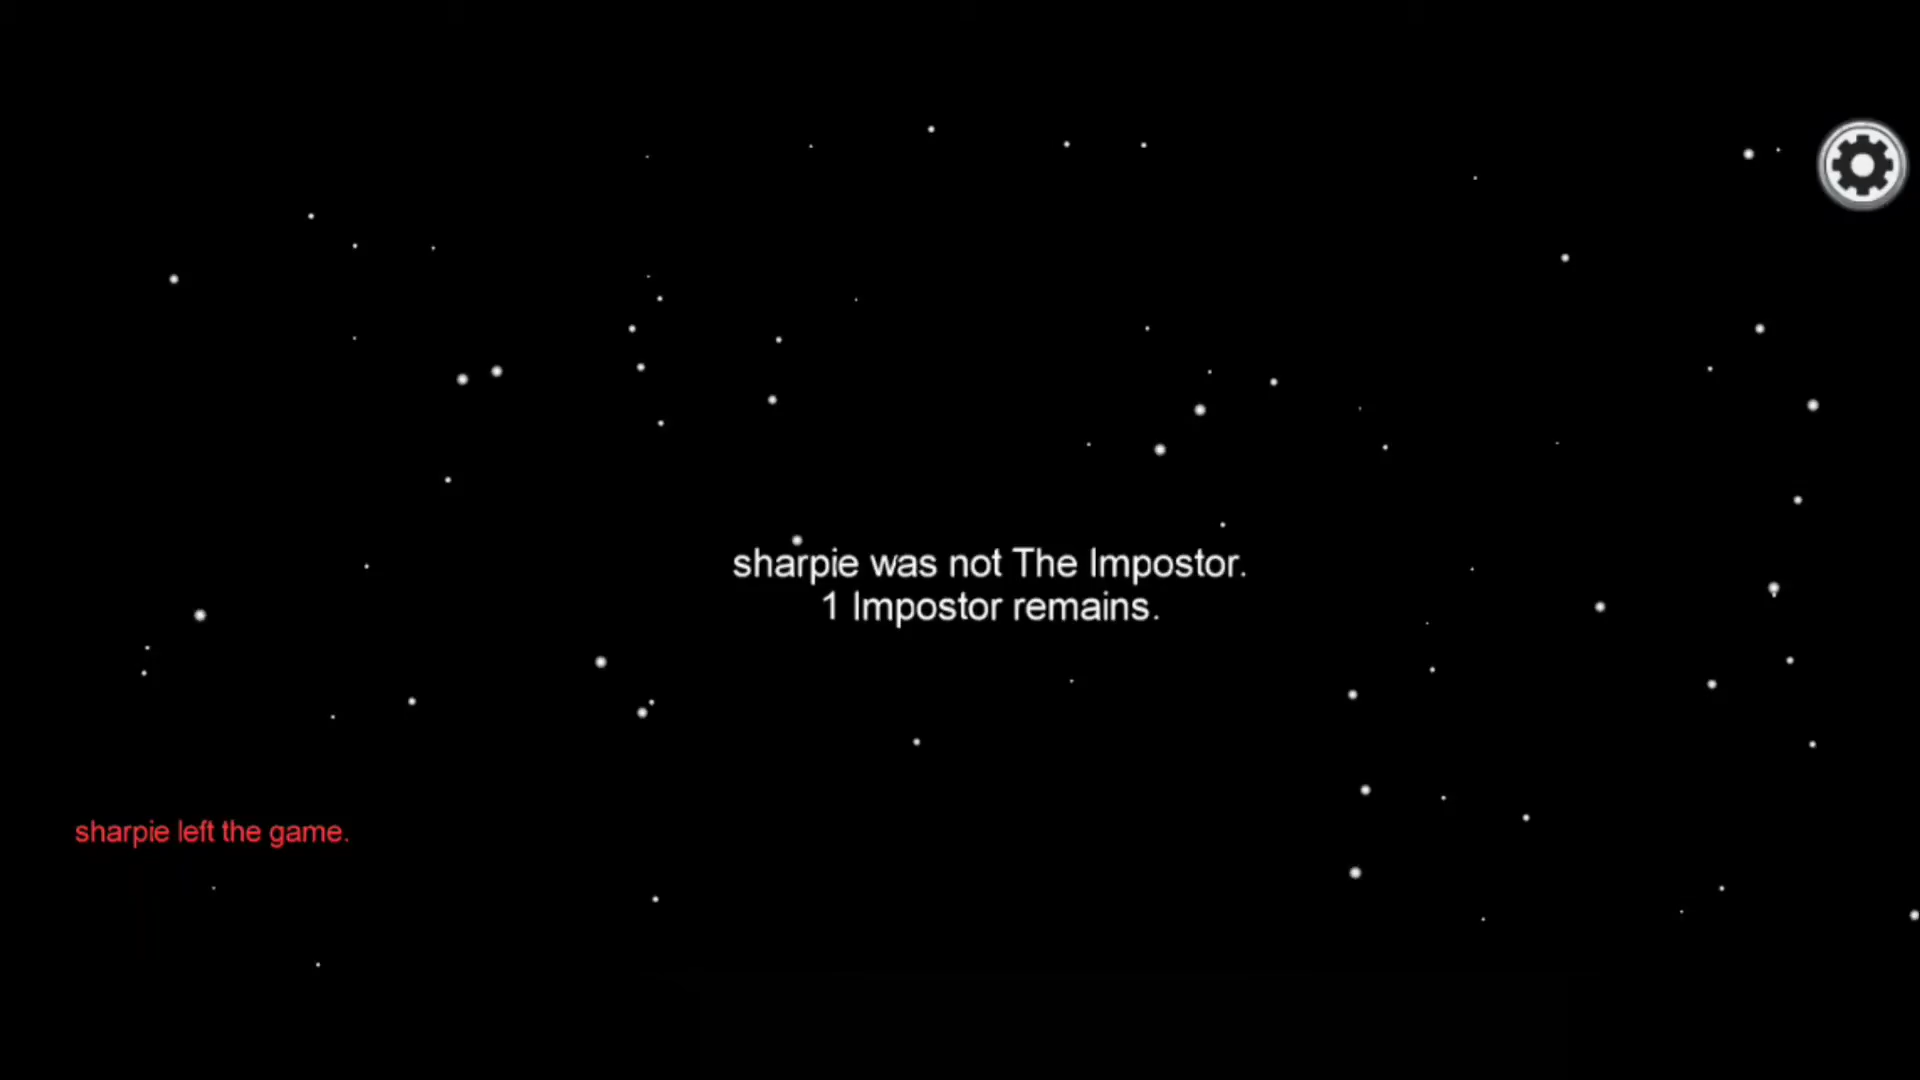 sharpie was not The Impostor.
1 Impostor remains.
sharpie left the game.